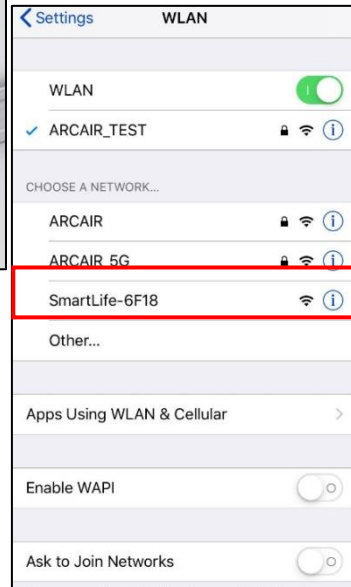 Settings WLAN
WLAN
ARCAIR_TEST
CHOOSE A NETWORK...
ARCAIR
ARCAIR_5G
SmartLife-6F18
Other...
Apps Using WLAN & Cellular
Enable WAPI
Ask to Join Networks